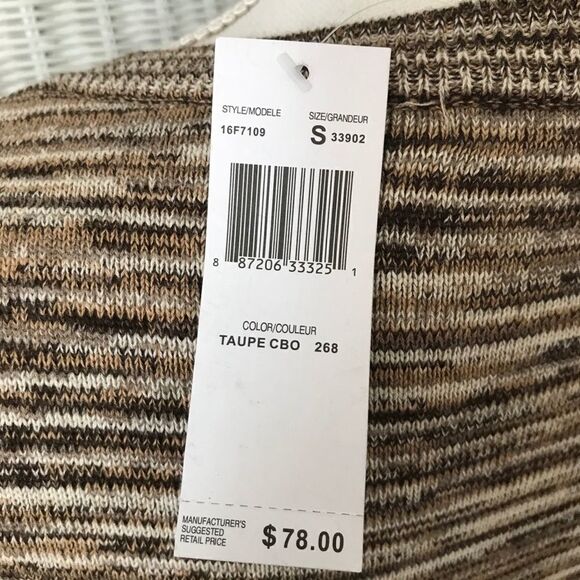 STYLE/MODELE SIZE/GRANDEUR
16F7109 S 33902
8 87206 33325 1
COLOR/COULEUR
TAUPE CBO 268
MANUFACTURER'S
SUGGESTED
RETAIL PRICE
$78.00